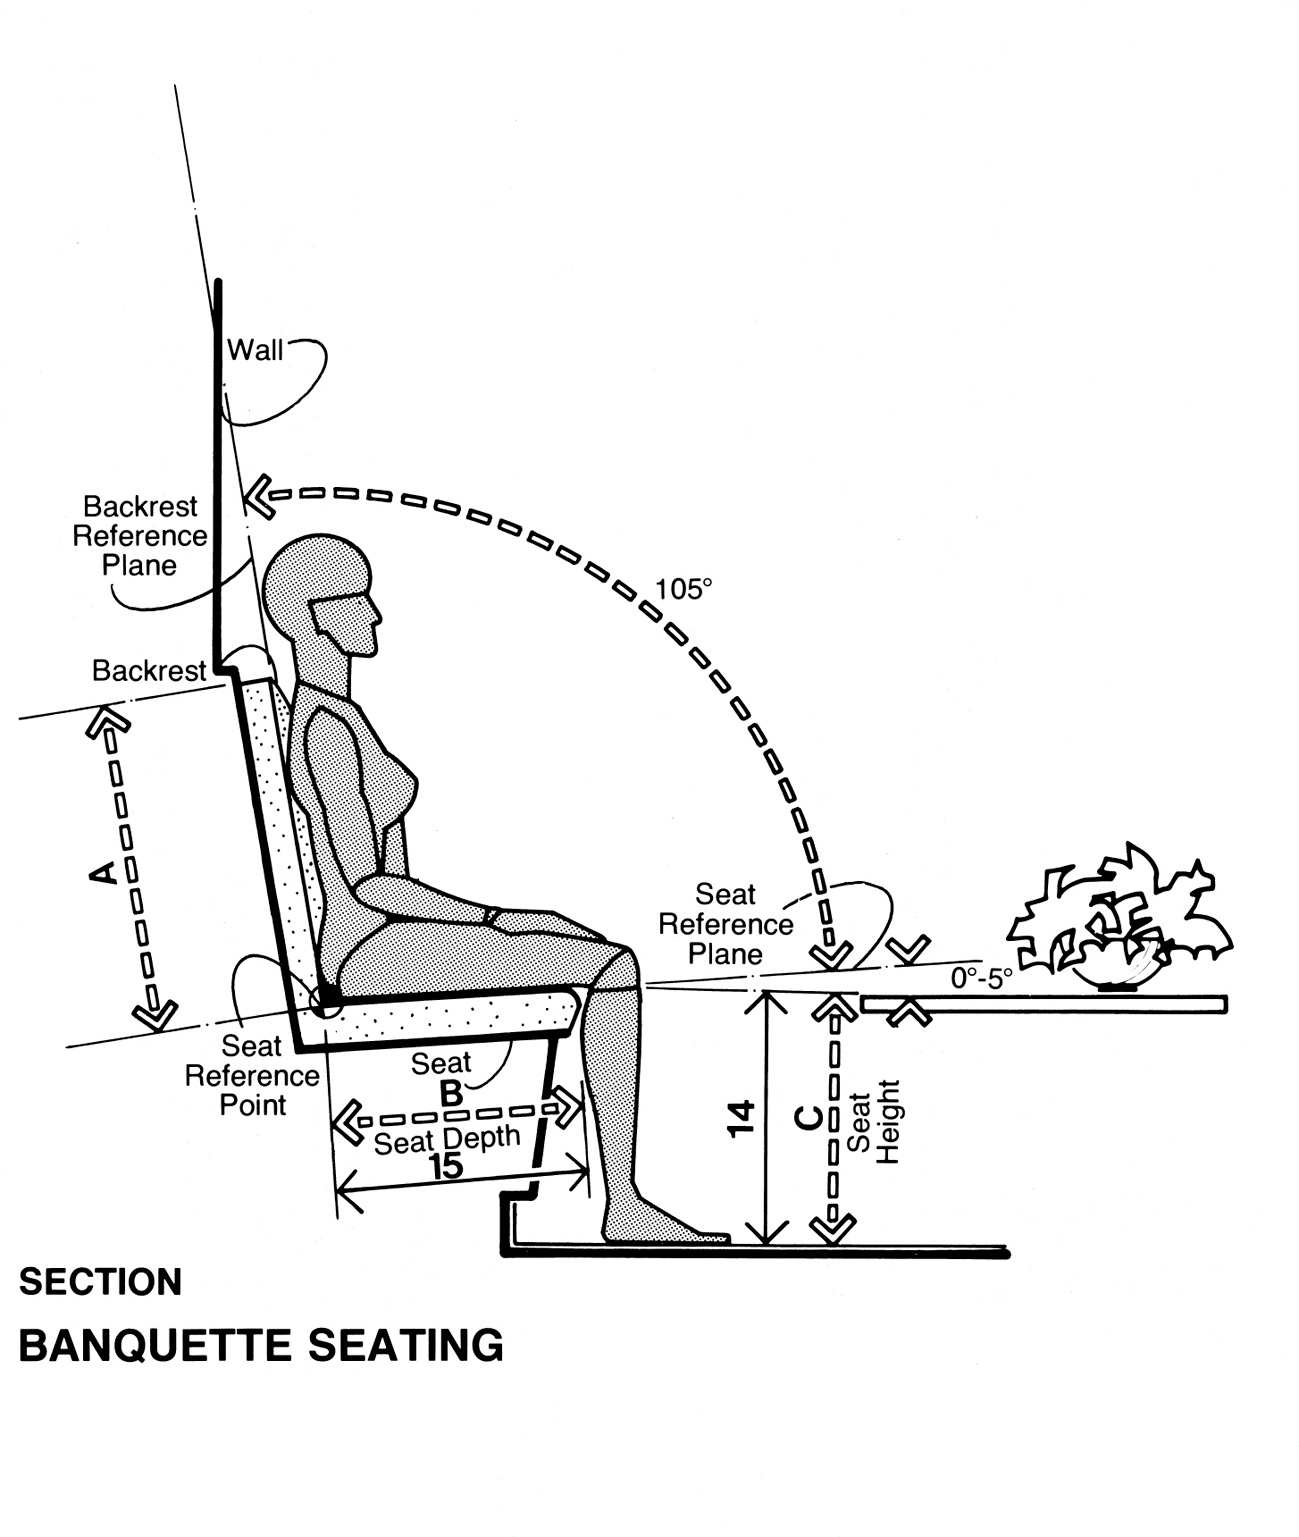 Wall
Backrest
Reference
Plane
105°
Backrest
A
Seat
Reference
Plane
0°-5°
Seat
Reference
Point
Seat
B
Seat Depth
15
14
C
Seat
Height
SECTION
BANQUETTE SEATING